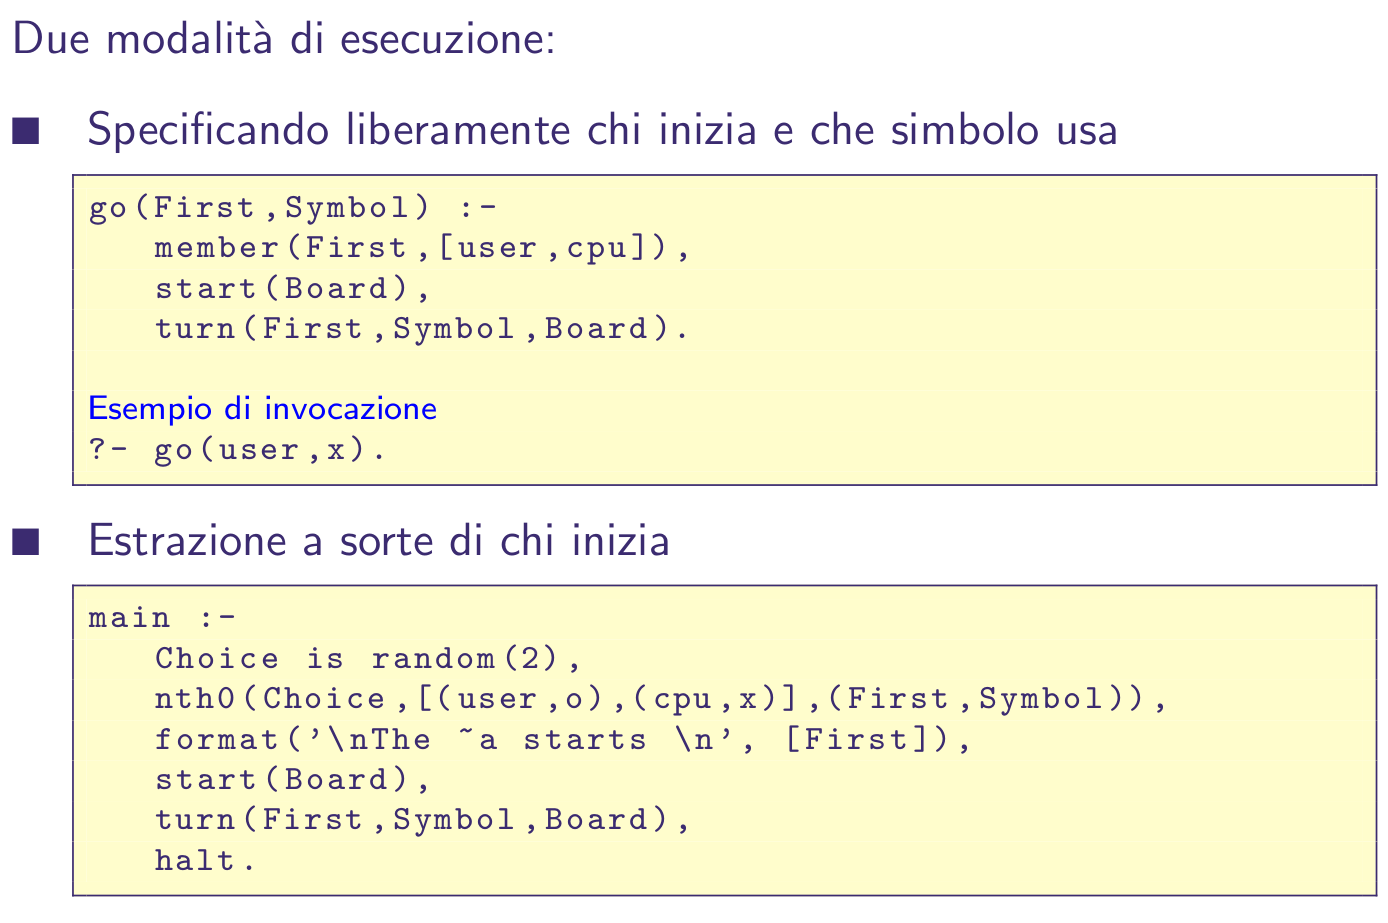 Due modalità di esecuzione:
Specificando liberamente chi inizia e che simbolo usa
go(First,Symbol) :-
member(First,[user,cpu]),
start(Board),
turn(First,Symbol,Board).
Esempio di invocazione
?- go(user,x).
Estrazione a sorte di chi inizia
main :-
Choice is random(2),
nth0(Choice,[(user,o),(cpu,x)],(First,Symbol)),
format('\nThe ~a starts \n', [First]),
start(Board),
turn(First,Symbol,Board),
halt.